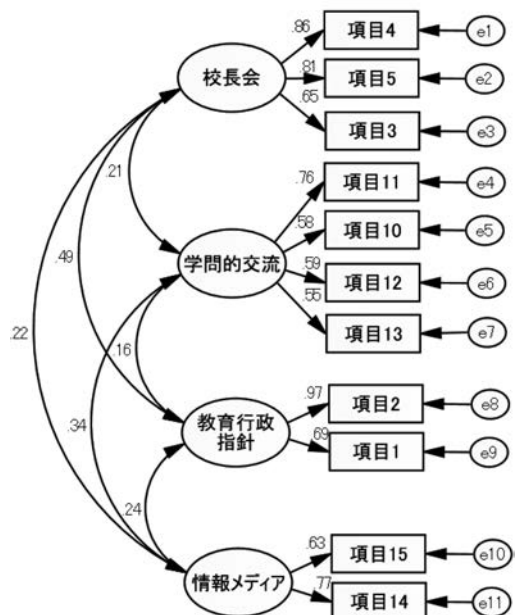 .86
項目4
e1
校長会
.81
項目5
e2
.65
項目3
e3
.21
.76
項目11
e4
.58
項目10
e5
.49
学問的交流
.59
項目12
e6
.55
項目13
e7
.22
.16
.97
項目2
e8
.34
教育行政
指針
.69
項目1
e9
.24
.63
項目15
e10
情報メディア
.77
項目14
e11